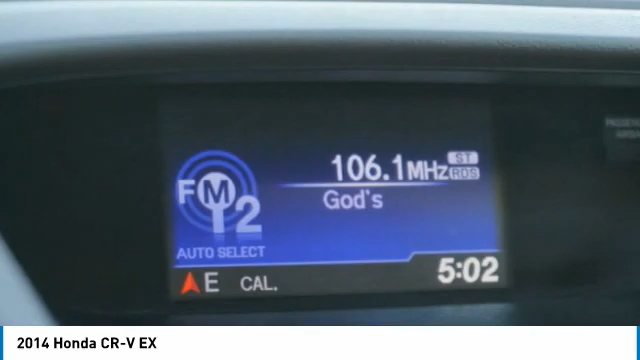 106.1MHz ST RDS
God's
FM 2
AUTO SELECT
E CAL. 5:02
2014 Honda CR-V EX